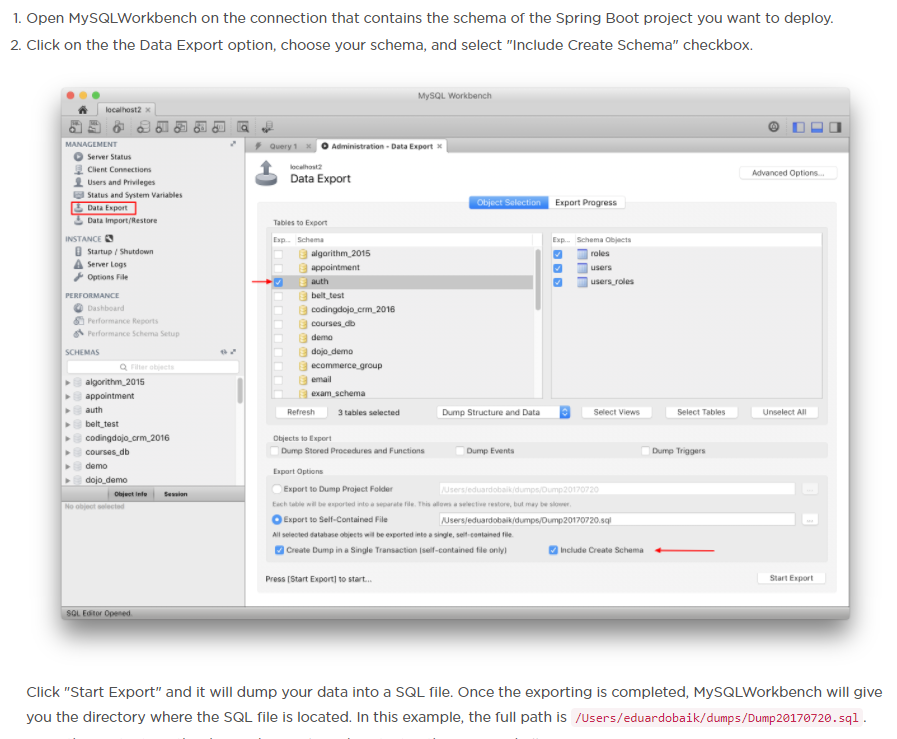 1. Open MySQLWorkbench on the connection that contains the schema of the Spring Boot project you want to deploy.
2. Click on the the Data Export option, choose your schema, and select "Include Create Schema" checkbox.
MySQL Workbench
localhost2
MANAGEMENT
Server Status
Client Connections
Users and Privileges
Status and System Variables
Data Export
Data Import/Restore
INSTANCE
Startup / Shutdown
Server Logs
Options File
PERFORMANCE
Dashboard
Performance Reports
Performance Schema Setup
SCHEMAS
Filter objects
algorithm_2015
appointment
auth
belt_test
codingdojo_crm_2016
courses_db
demo
dojo_demo
Object Info Session
No object selected
Query 1 Administration - Data Export
localhost2
Data Export
Advanced Options...
Object Selection Export Progress
Tables to Export
Exp... Schema
algorithm_2015
appointment
auth
belt_test
codingdojo_crm_2016
courses_db
demo
dojo_demo
ecommerce_group
email
exam_schema
Exp... Schema Objects
roles
users
users_roles
Refresh 3 tables selected Dump Structure and Data Select Views Select Tables Unselect All
Objects to Export
Dump Stored Procedures and Functions Dump Events Dump Triggers
Export Options
Export to Dump Project Folder /Users/eduardobaik/dumps/Dump20170720 ...
Each table will be exported into a separate file. This allows a selective restore, but may be slower.
Export to Self-Contained File /Users/eduardobaik/dumps/Dump20170720.sql ...
All selected database objects will be exported into a single, self-contained file.
Create Dump in a Single Transaction (self-contained file only) Include Create Schema
Press [Start Export] to start... Start Export
SQL Editor Opened.
Click "Start Export" and it will dump your data into a SQL file. Once the exporting is completed, MySQLWorkbench will give
you the directory where the SQL file is located. In this example, the full path is /Users/eduardobaik/dumps/Dump20170720.sql.